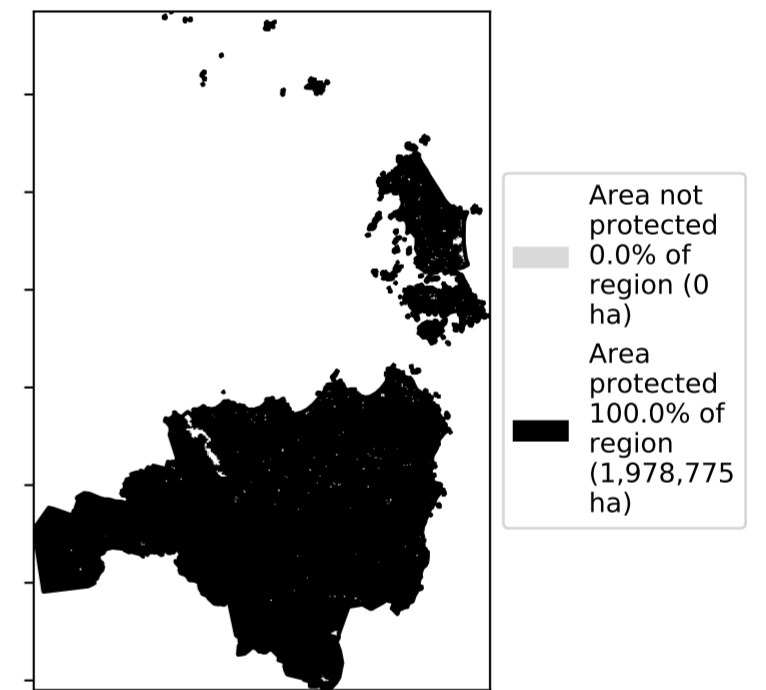 Area not
protected
0.0% of
region (0
ha)
Area
protected
100.0% of
region
(1,978,775
ha)